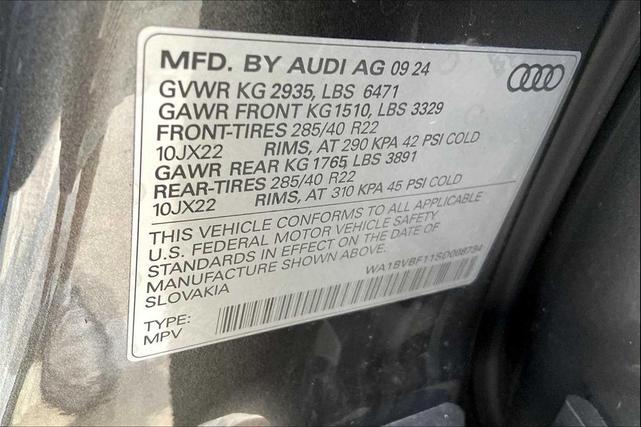 MFD. BY AUDI AG 09 24
GVWR KG 2935, LBS 6471
GAWR FRONT KG 1510, LBS 3329
FRONT-TIRES 285/40 R22
10JX22 RIMS, AT 290 KPA 42 PSI COLD
GAWR REAR KG 1765, LBS 3891
REAR-TIRES 285/40 R22
10JX22 RIMS, AT 310 KPA 45 PSI COLD
THIS VEHICLE CONFORMS TO ALL APPLICABLE
U.S. FEDERAL MOTOR VEHICLE SAFETY
STANDARDS IN EFFECT ON THE DATE OF
MANUFACTURE SHOWN ABOVE.
SLOVAKIA
TYPE:
MPV